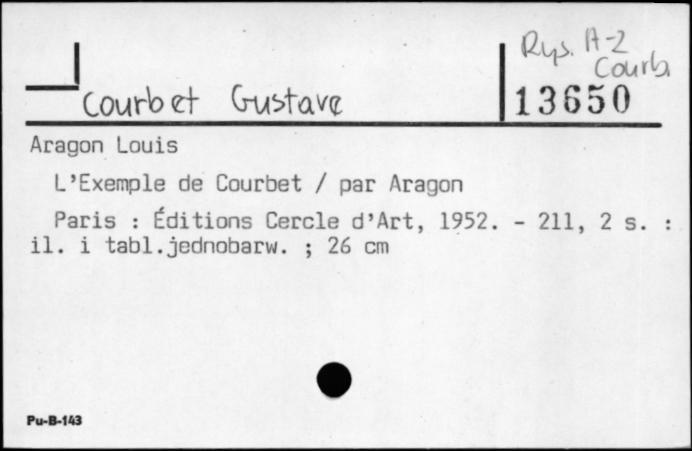 Rys. A-2
Courb.
Courbet Gustave
13650
Aragon Louis
L'Exemple de Courbet / par Aragon
Paris : Éditions Cercle d'Art, 1952. - 211, 2 s. :
il. i tabl.jednobarw. ; 26 cm
Pu-B-143